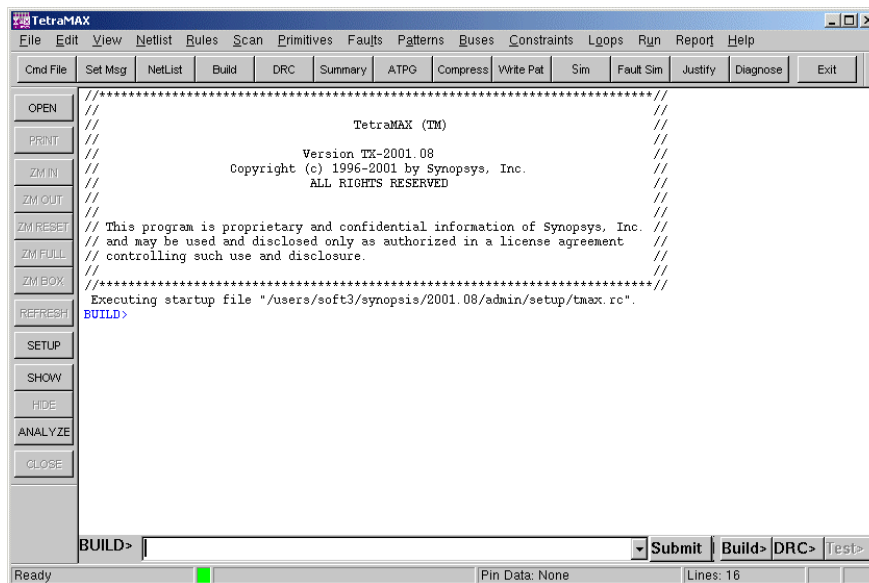 TetraMAX
File Edit View Netlist Rules Scan Primitives Faults Patterns Buses Constraints Loops Run Report Help
Cmd File Set Msg NetList Build DRC Summary ATPG Compress Write Pat Sim Fault Sim Justify Diagnose Exit
OPEN
PRINT
ZM IN
ZM OUT
ZM RESET
ZM FULL
ZM BOX
REFRESH
SETUP
SHOW
HIDE
ANALYZE
CLOSE
//*****************************************************************************//
// //
// TetraMAX (TM) //
// //
// Version TX-2001.08 //
// Copyright (c) 1996-2001 by Synopsys, Inc. //
// ALL RIGHTS RESERVED //
// //
// //
// This program is proprietary and confidential information of Synopsys, Inc. //
// and may be used and disclosed only as authorized in a license agreement //
// controlling such use and disclosure. //
// //
//*****************************************************************************//
Executing startup file "/users/soft3/synopsis/2001.08/admin/setup/tmax.rc".
BUILD>
BUILD> Submit Build> DRC> Test>
Ready Pin Data: None Lines: 16